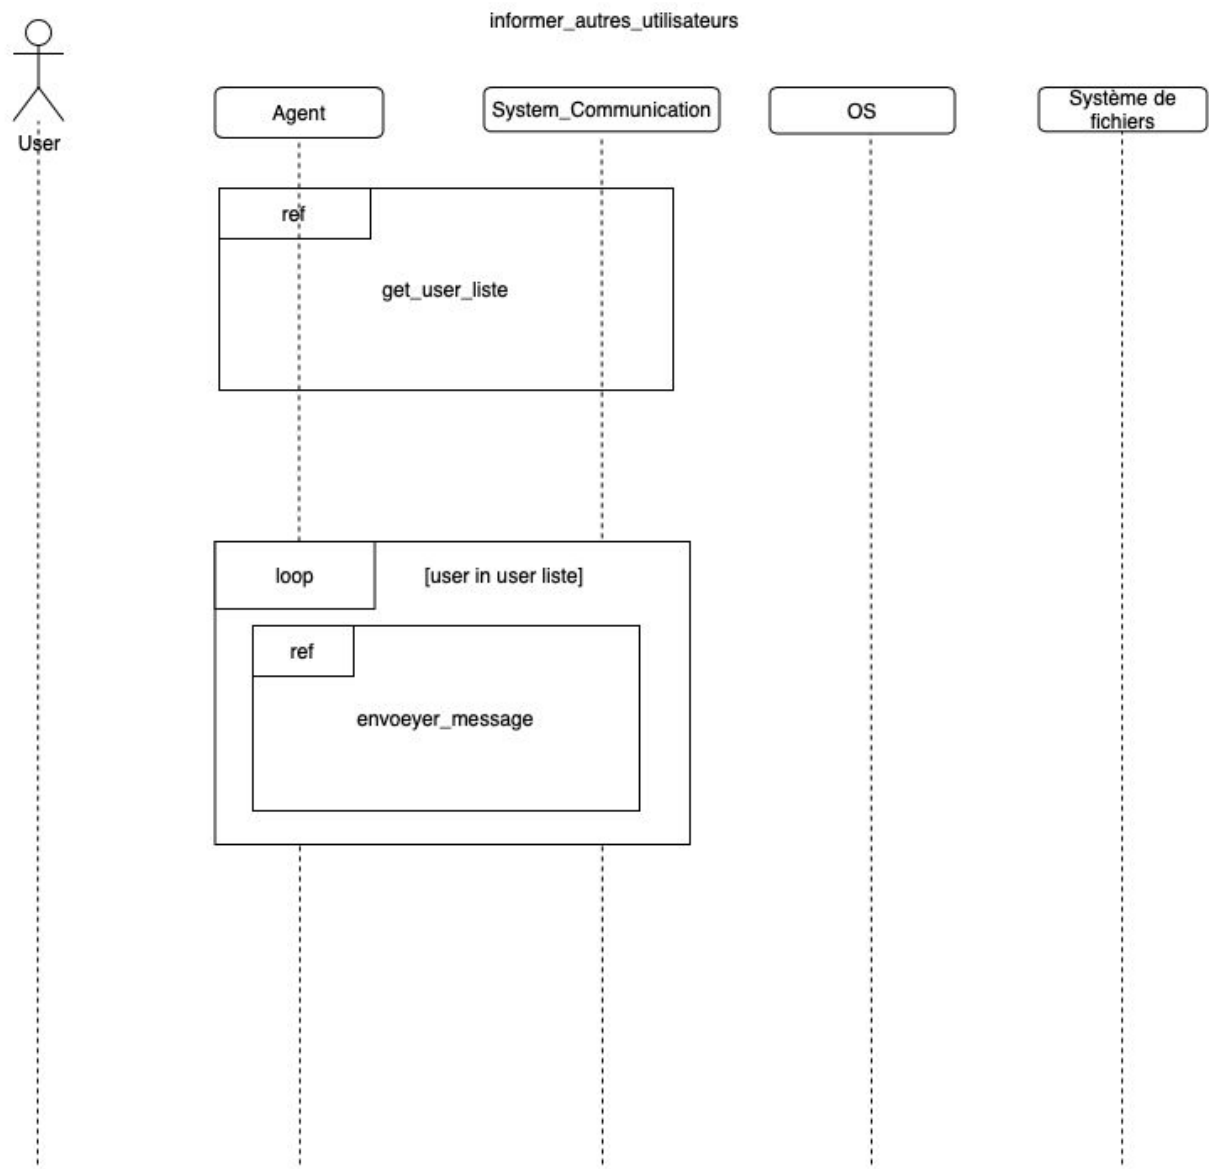 informer_autres_utilisateurs
User
Agent
System_Communication
OS
Système de
fichiers
ref
get_user_liste
loop
[user in user liste]
ref
envoeyer_message